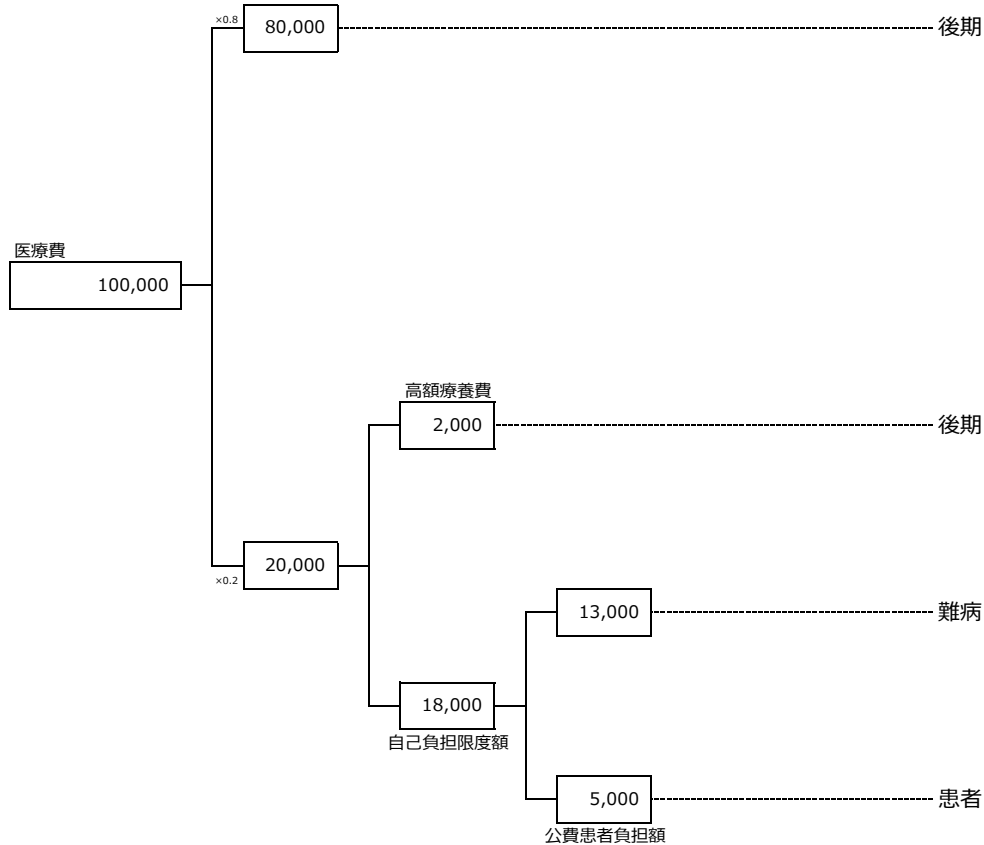 ×0.8
80,000
後期
医療費
100,000
高額療養費
2,000
後期
20,000
×0.2
13,000
難病
18,000
自己負担限度額
5,000
患者
公費患者負担額